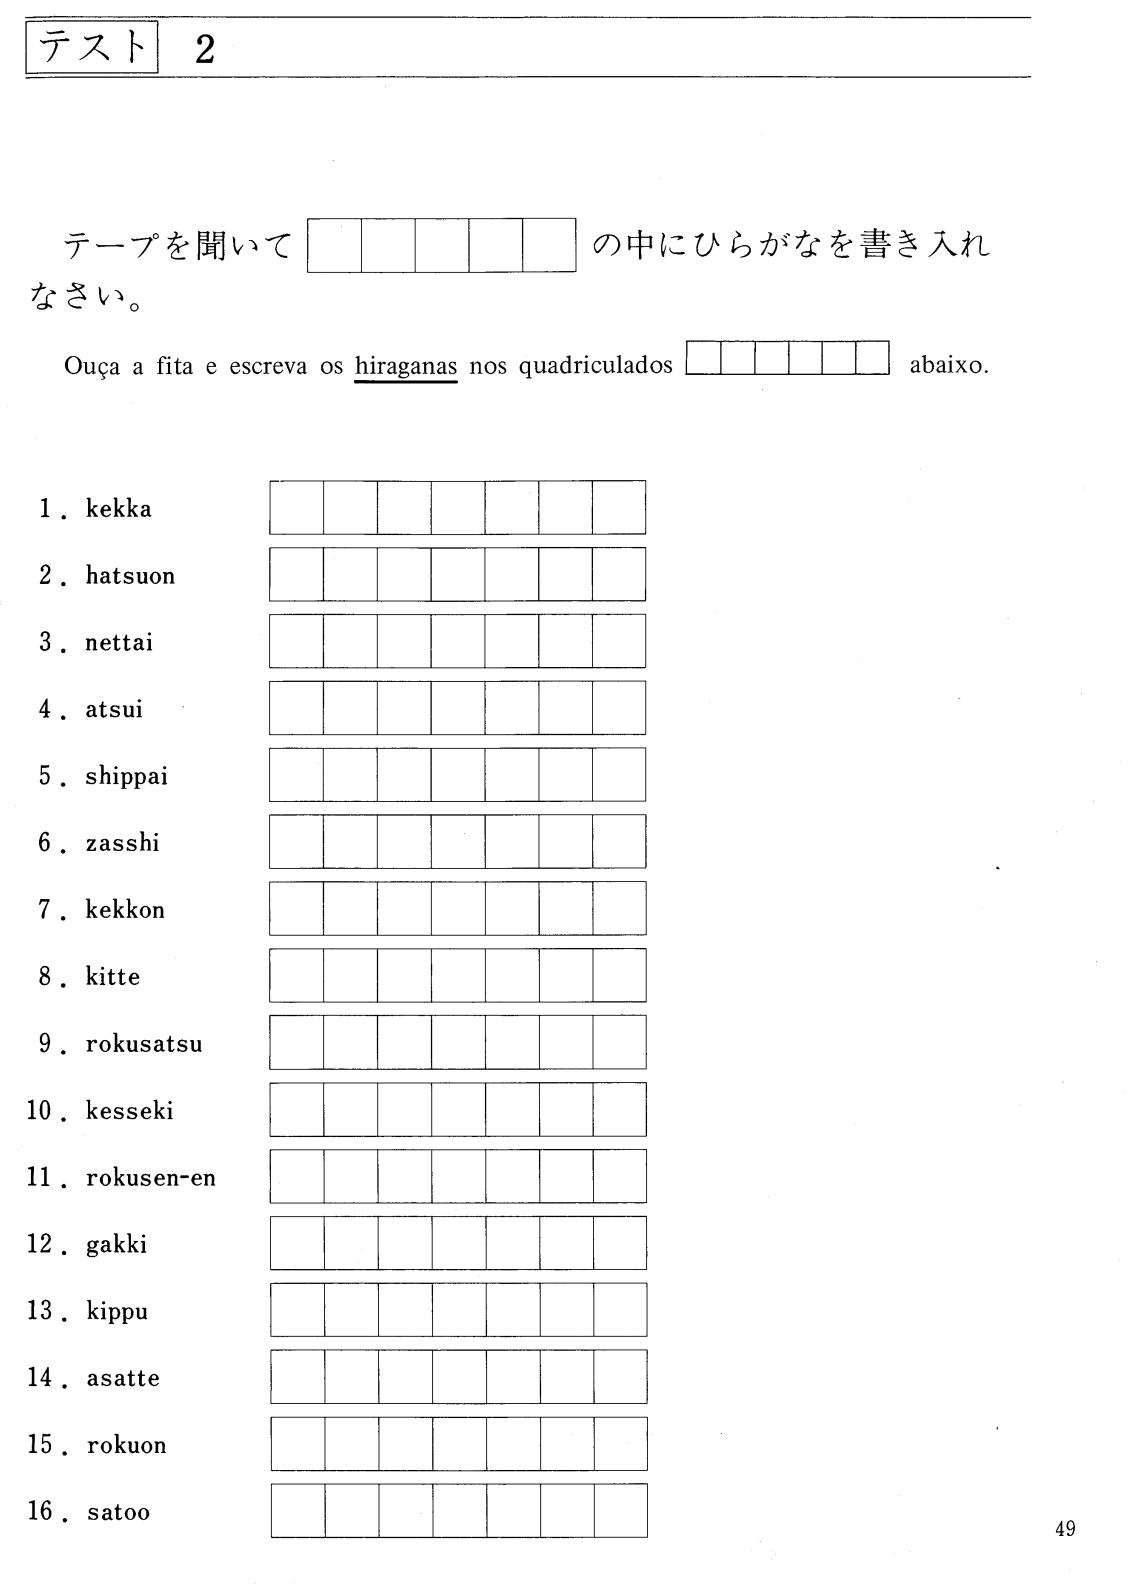 テスト 2
テープを聞いて の中にひらがなを書き入れ
なさい。
Ouça a fita e escreva os hiraganas nos quadriculados abaixo.
1. kekka
2. hatsuon
3. nettai
4. atsui
5. shippai
6. zasshi
7. kekkon
8. kitte
9. rokusatsu
10. kesseki
11. rokusen-en
12. gakki
13. kippu
14. asatte
15. rokuon
16. satoo
49